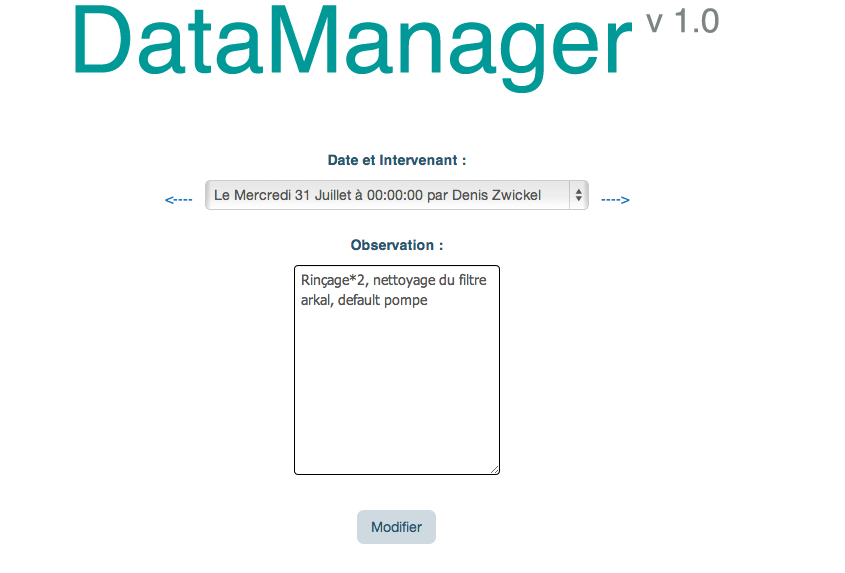 DataManager v 1.0
Date et Intervenant :
<---- Le Mercredi 31 Juillet à 00:00:00 par Denis Zwickel ---->
Observation :
Rinçage*2, nettoyage du filtre
arkal, default pompe
Modifier